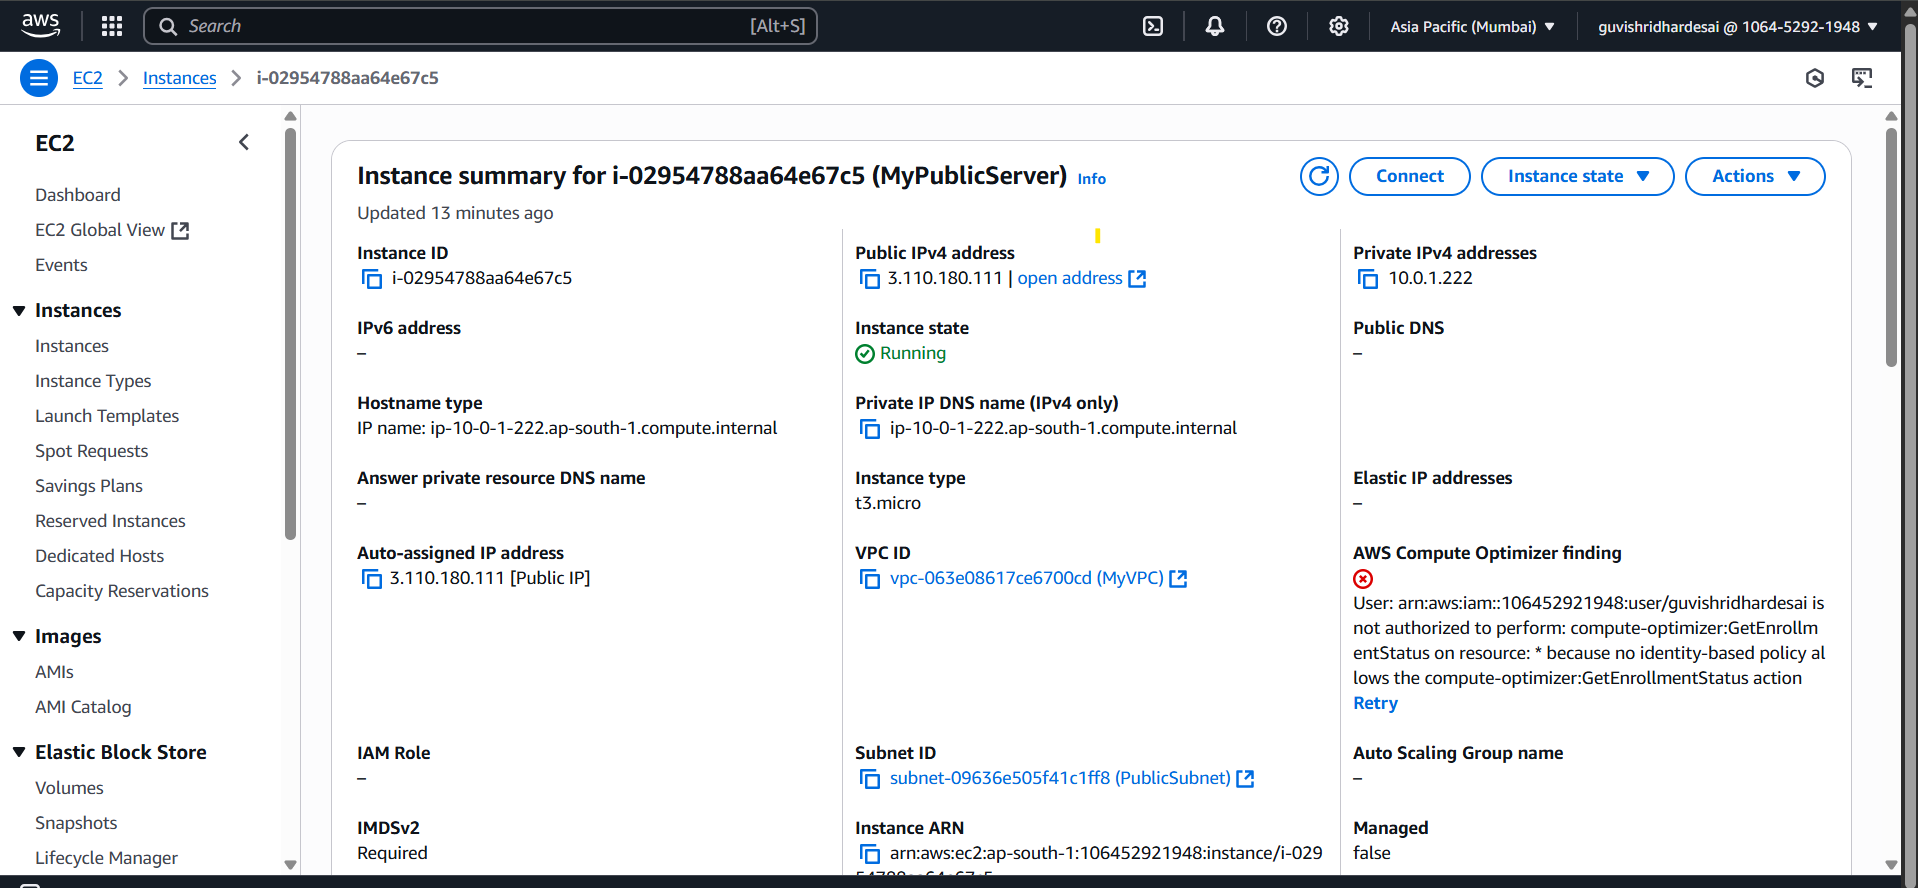 aws
Search [Alt+S]
Asia Pacific (Mumbai)
guvishridhardesai @ 1064-5292-1948
EC2
Instances
i-02954788aa64e67c5
EC2
Dashboard
EC2 Global View
Events
Instances
Instances
Instance Types
Launch Templates
Spot Requests
Savings Plans
Reserved Instances
Dedicated Hosts
Capacity Reservations
Images
AMIs
AMI Catalog
Elastic Block Store
Volumes
Snapshots
Lifecycle Manager
Instance summary for i-02954788aa64e67c5 (MyPublicServer) Info
Connect
Instance state
Actions
Updated 13 minutes ago
Instance ID
i-02954788aa64e67c5
Public IPv4 address
3.110.180.111 | open address
Private IPv4 addresses
10.0.1.222
IPv6 address
–
Instance state
Running
Public DNS
–
Hostname type
IP name: ip-10-0-1-222.ap-south-1.compute.internal
Private IP DNS name (IPv4 only)
ip-10-0-1-222.ap-south-1.compute.internal
Answer private resource DNS name
–
Instance type
t3.micro
Elastic IP addresses
–
Auto-assigned IP address
3.110.180.111 [Public IP]
VPC ID
vpc-063e08617ce6700cd (MyVPC)
AWS Compute Optimizer finding
User: arn:aws:iam::106452921948:user/guvishridhardesai is
not authorized to perform: compute-optimizer:GetEnrollm
entStatus on resource: * because no identity-based policy al
lows the compute-optimizer:GetEnrollmentStatus action
Retry
IAM Role
–
Subnet ID
subnet-09636e505f41c1ff8 (PublicSubnet)
Auto Scaling Group name
–
IMDSv2
Required
Instance ARN
arn:aws:ec2:ap-south-1:106452921948:instance/i-029
Managed
false